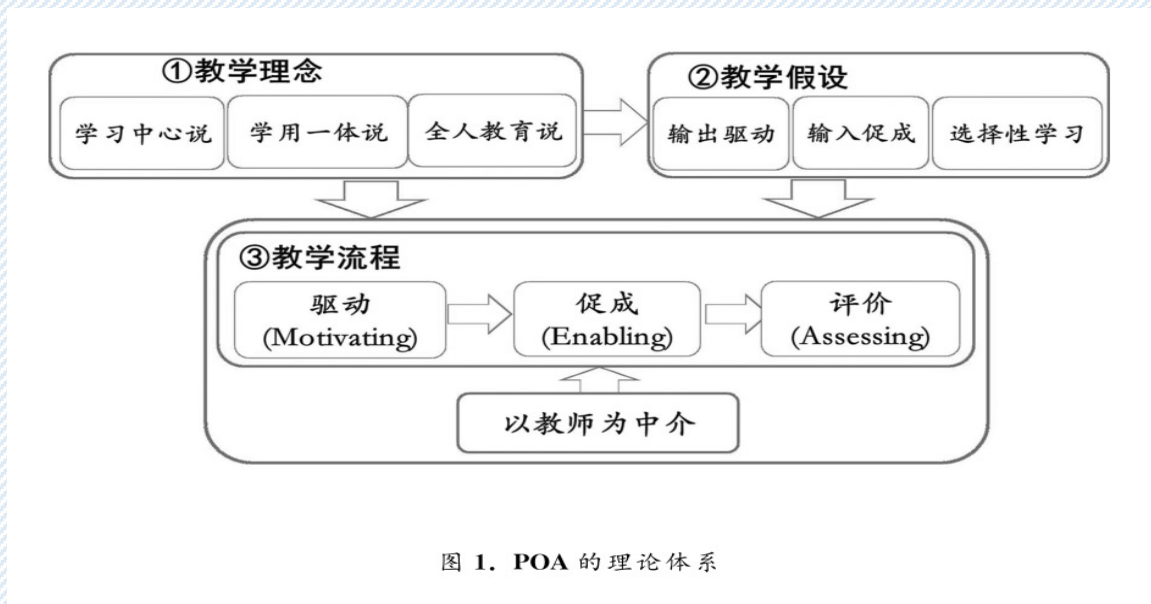 ①教学理念
学习中心说 学用一体说 全人教育说
②教学假设
输出驱动 输入促成 选择性学习
③教学流程
驱动
(Motivating)
促成
(Enabling)
评价
(Assessing)
以教师为中介
图 1. POA 的理论体系